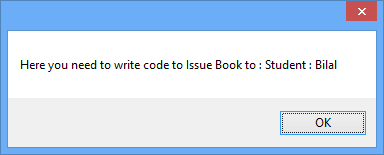 Here you need to write code to Issue Book to : Student : Bilal
OK